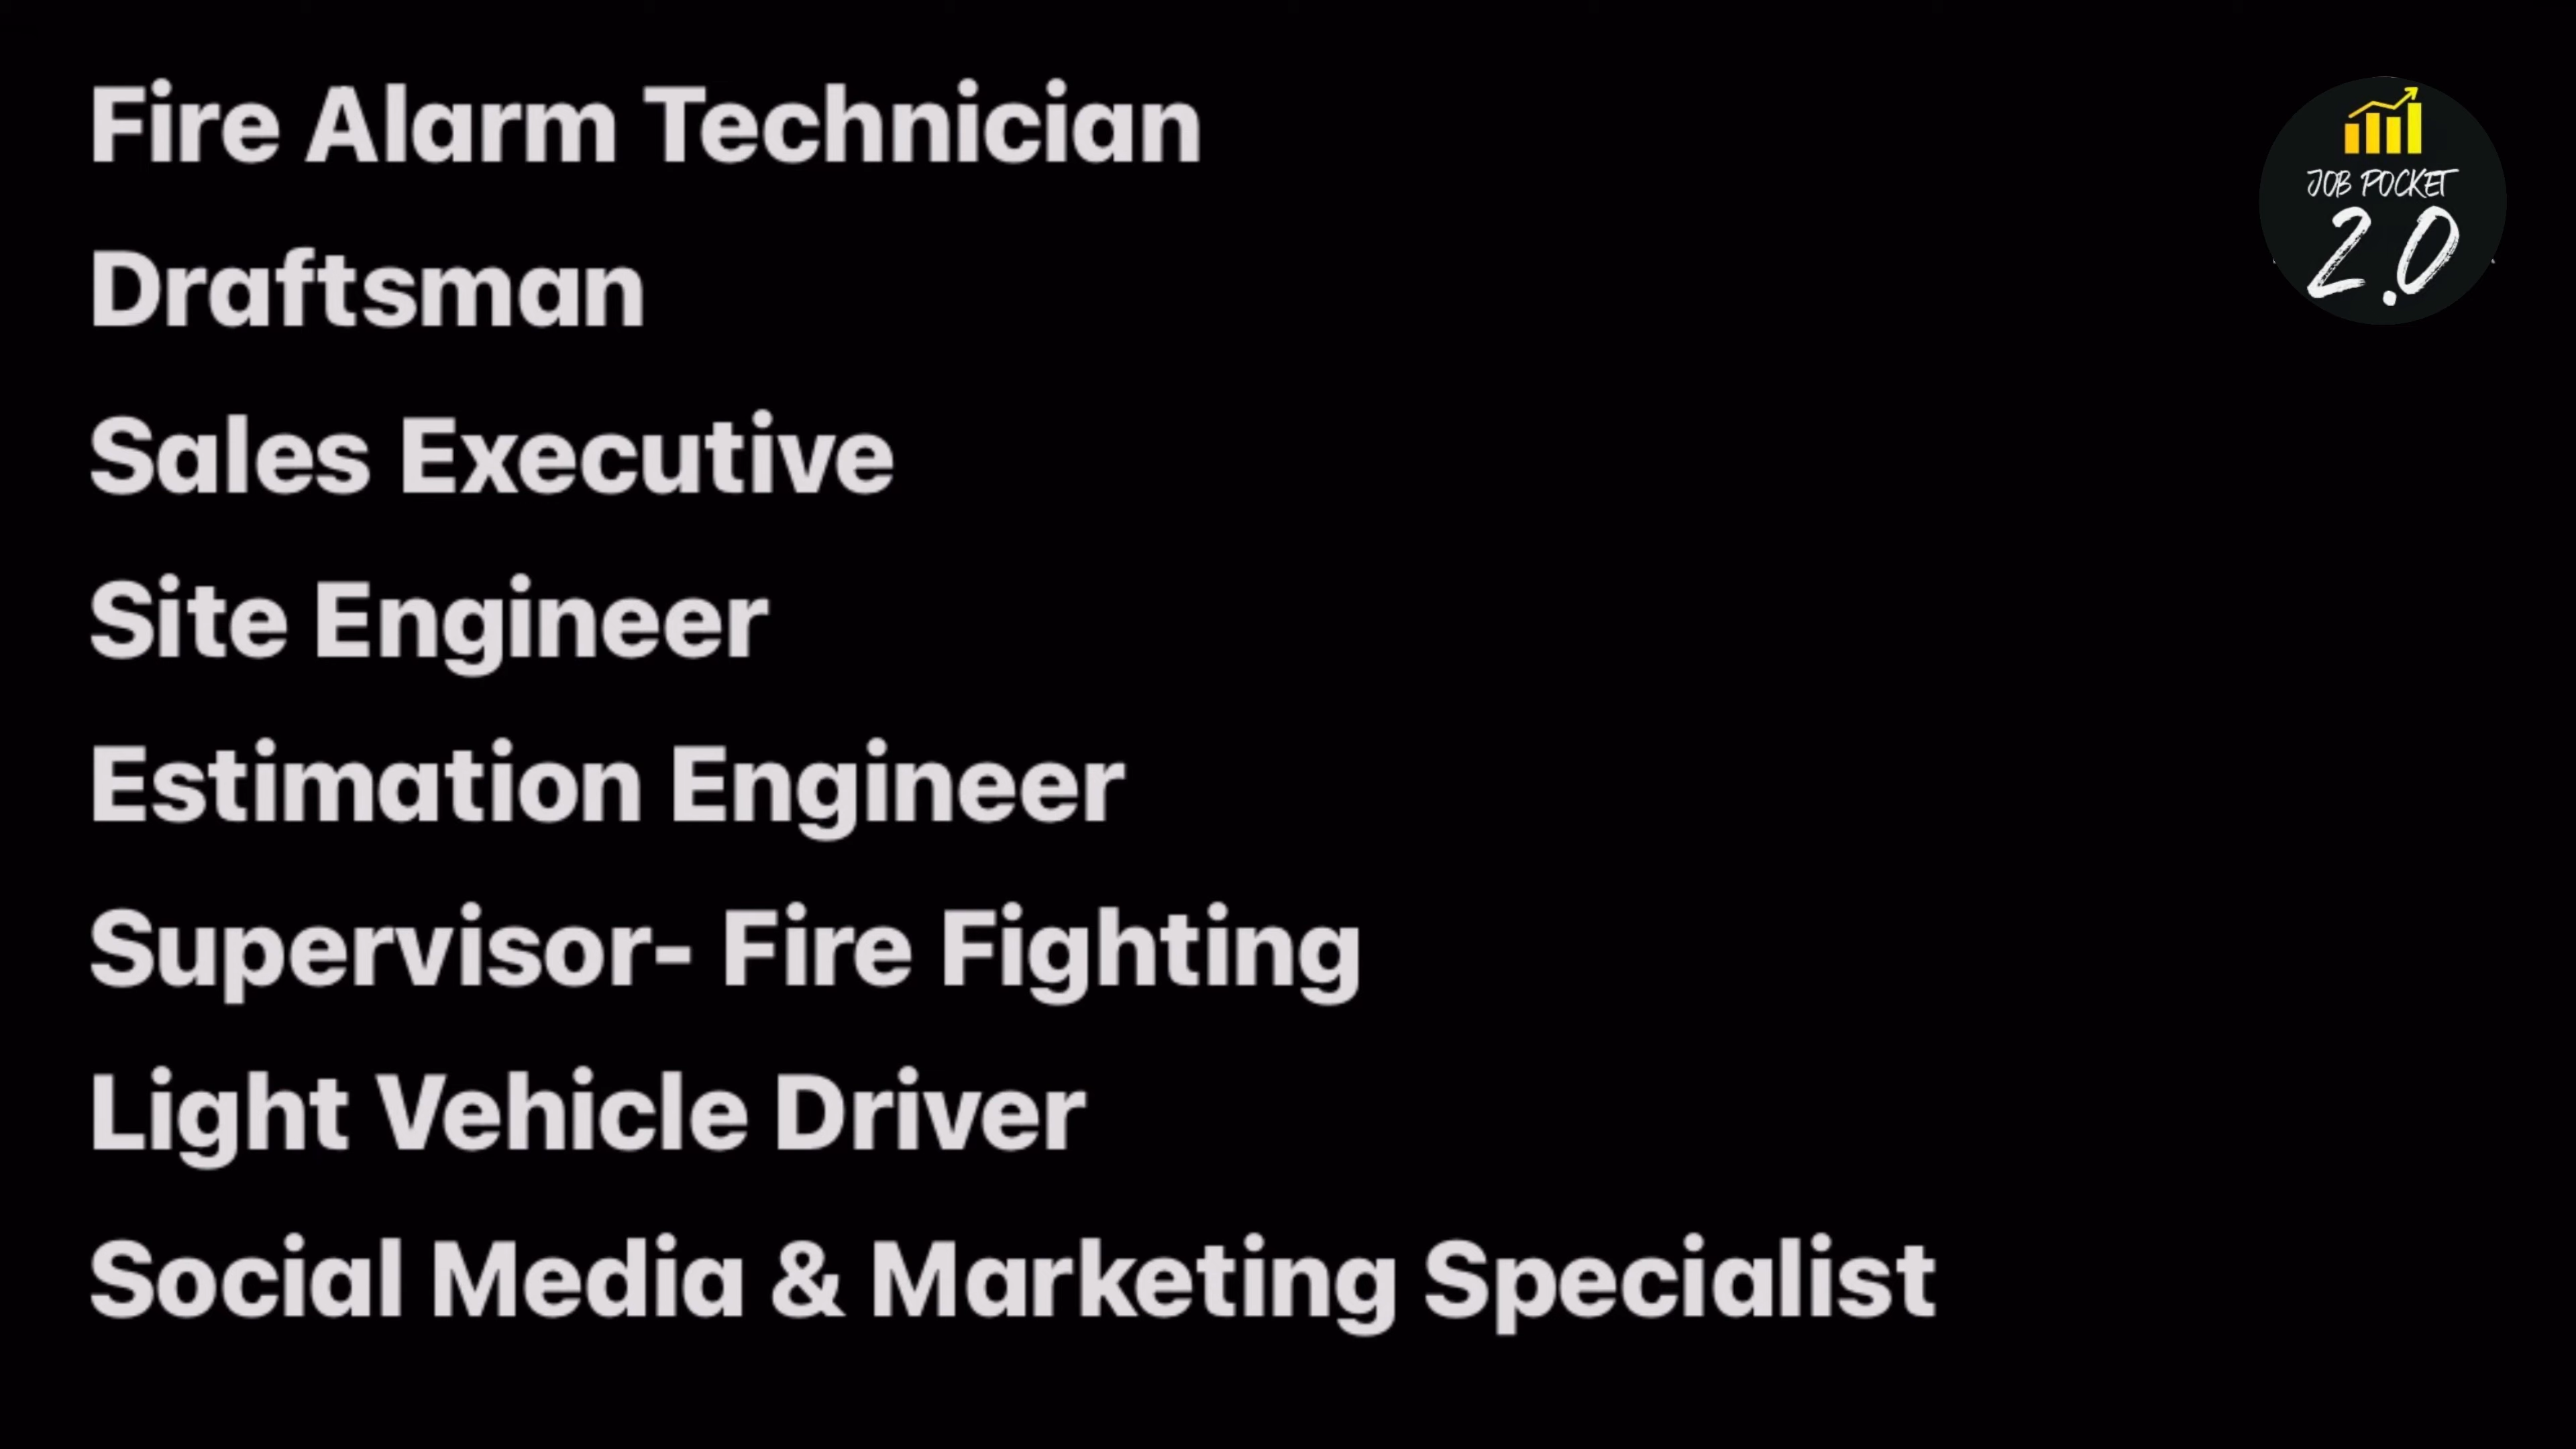 Fire Alarm Technician
Draftsman
Sales Executive
Site Engineer
Estimation Engineer
Supervisor- Fire Fighting
Light Vehicle Driver
Social Media & Marketing Specialist
JOB POCKET
2.0